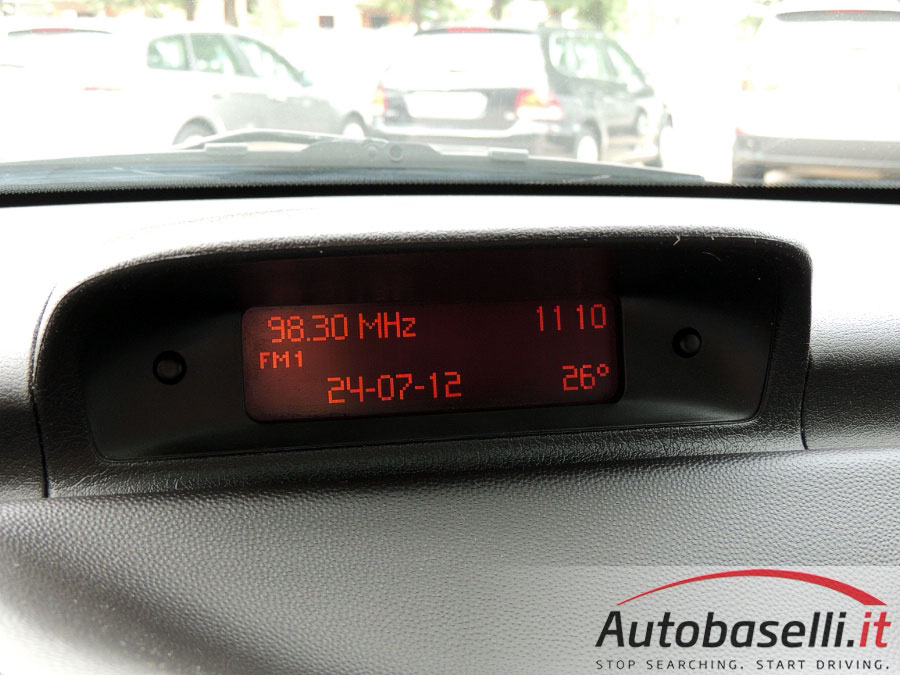 98.30 MHz 11 10
FM1
24-07-12 26°
Autobaselli.it
STOP SEARCHING. START DRIVING.